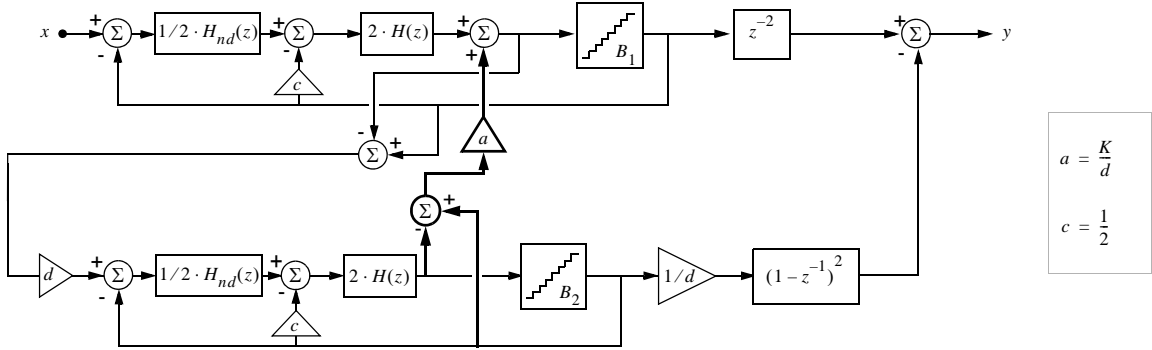 x + Σ 1/2 · H_nd(z) + Σ 2 · H(z) + Σ B_1 z^{-2} + Σ y
- - + -
c
a
- Σ +
a = K/d
Σ +
-
c = 1/2
d + Σ 1/2 · H_nd(z) + Σ 2 · H(z) B_2 1/d (1 - z^{-1})^2
- -
c